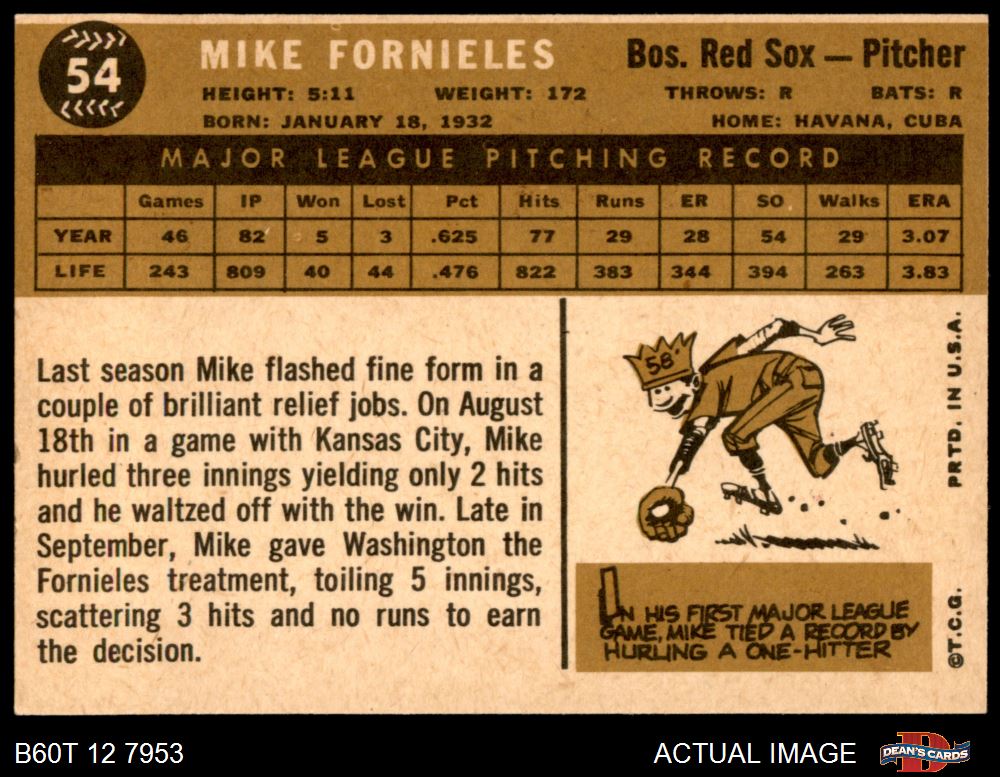 54
MIKE FORNIELES
Bos. Red Sox — Pitcher
HEIGHT: 5:11 WEIGHT: 172 THROWS: R BATS: R
BORN: JANUARY 18, 1932 HOME: HAVANA, CUBA
MAJOR LEAGUE PITCHING RECORD
Games IP Won Lost Pct Hits Runs ER SO Walks ERA
YEAR 46 82 5 3 .625 77 29 28 54 29 3.07
LIFE 243 809 40 44 .476 822 383 344 394 263 3.83
Last season Mike flashed fine form in a
couple of brilliant relief jobs. On August
18th in a game with Kansas City, Mike
hurled three innings yielding only 2 hits
and he waltzed off with the win. Late in
September, Mike gave Washington the
Fornieles treatment, toiling 5 innings,
scattering 3 hits and no runs to earn
the decision.
58
IN HIS FIRST MAJOR LEAGUE
GAME, MIKE TIED A RECORD BY
HURLING A ONE-HITTER
PRTD. IN U.S.A.
©T.C.G.
B60T 12 7953
ACTUAL IMAGE
DEAN'S CARDS